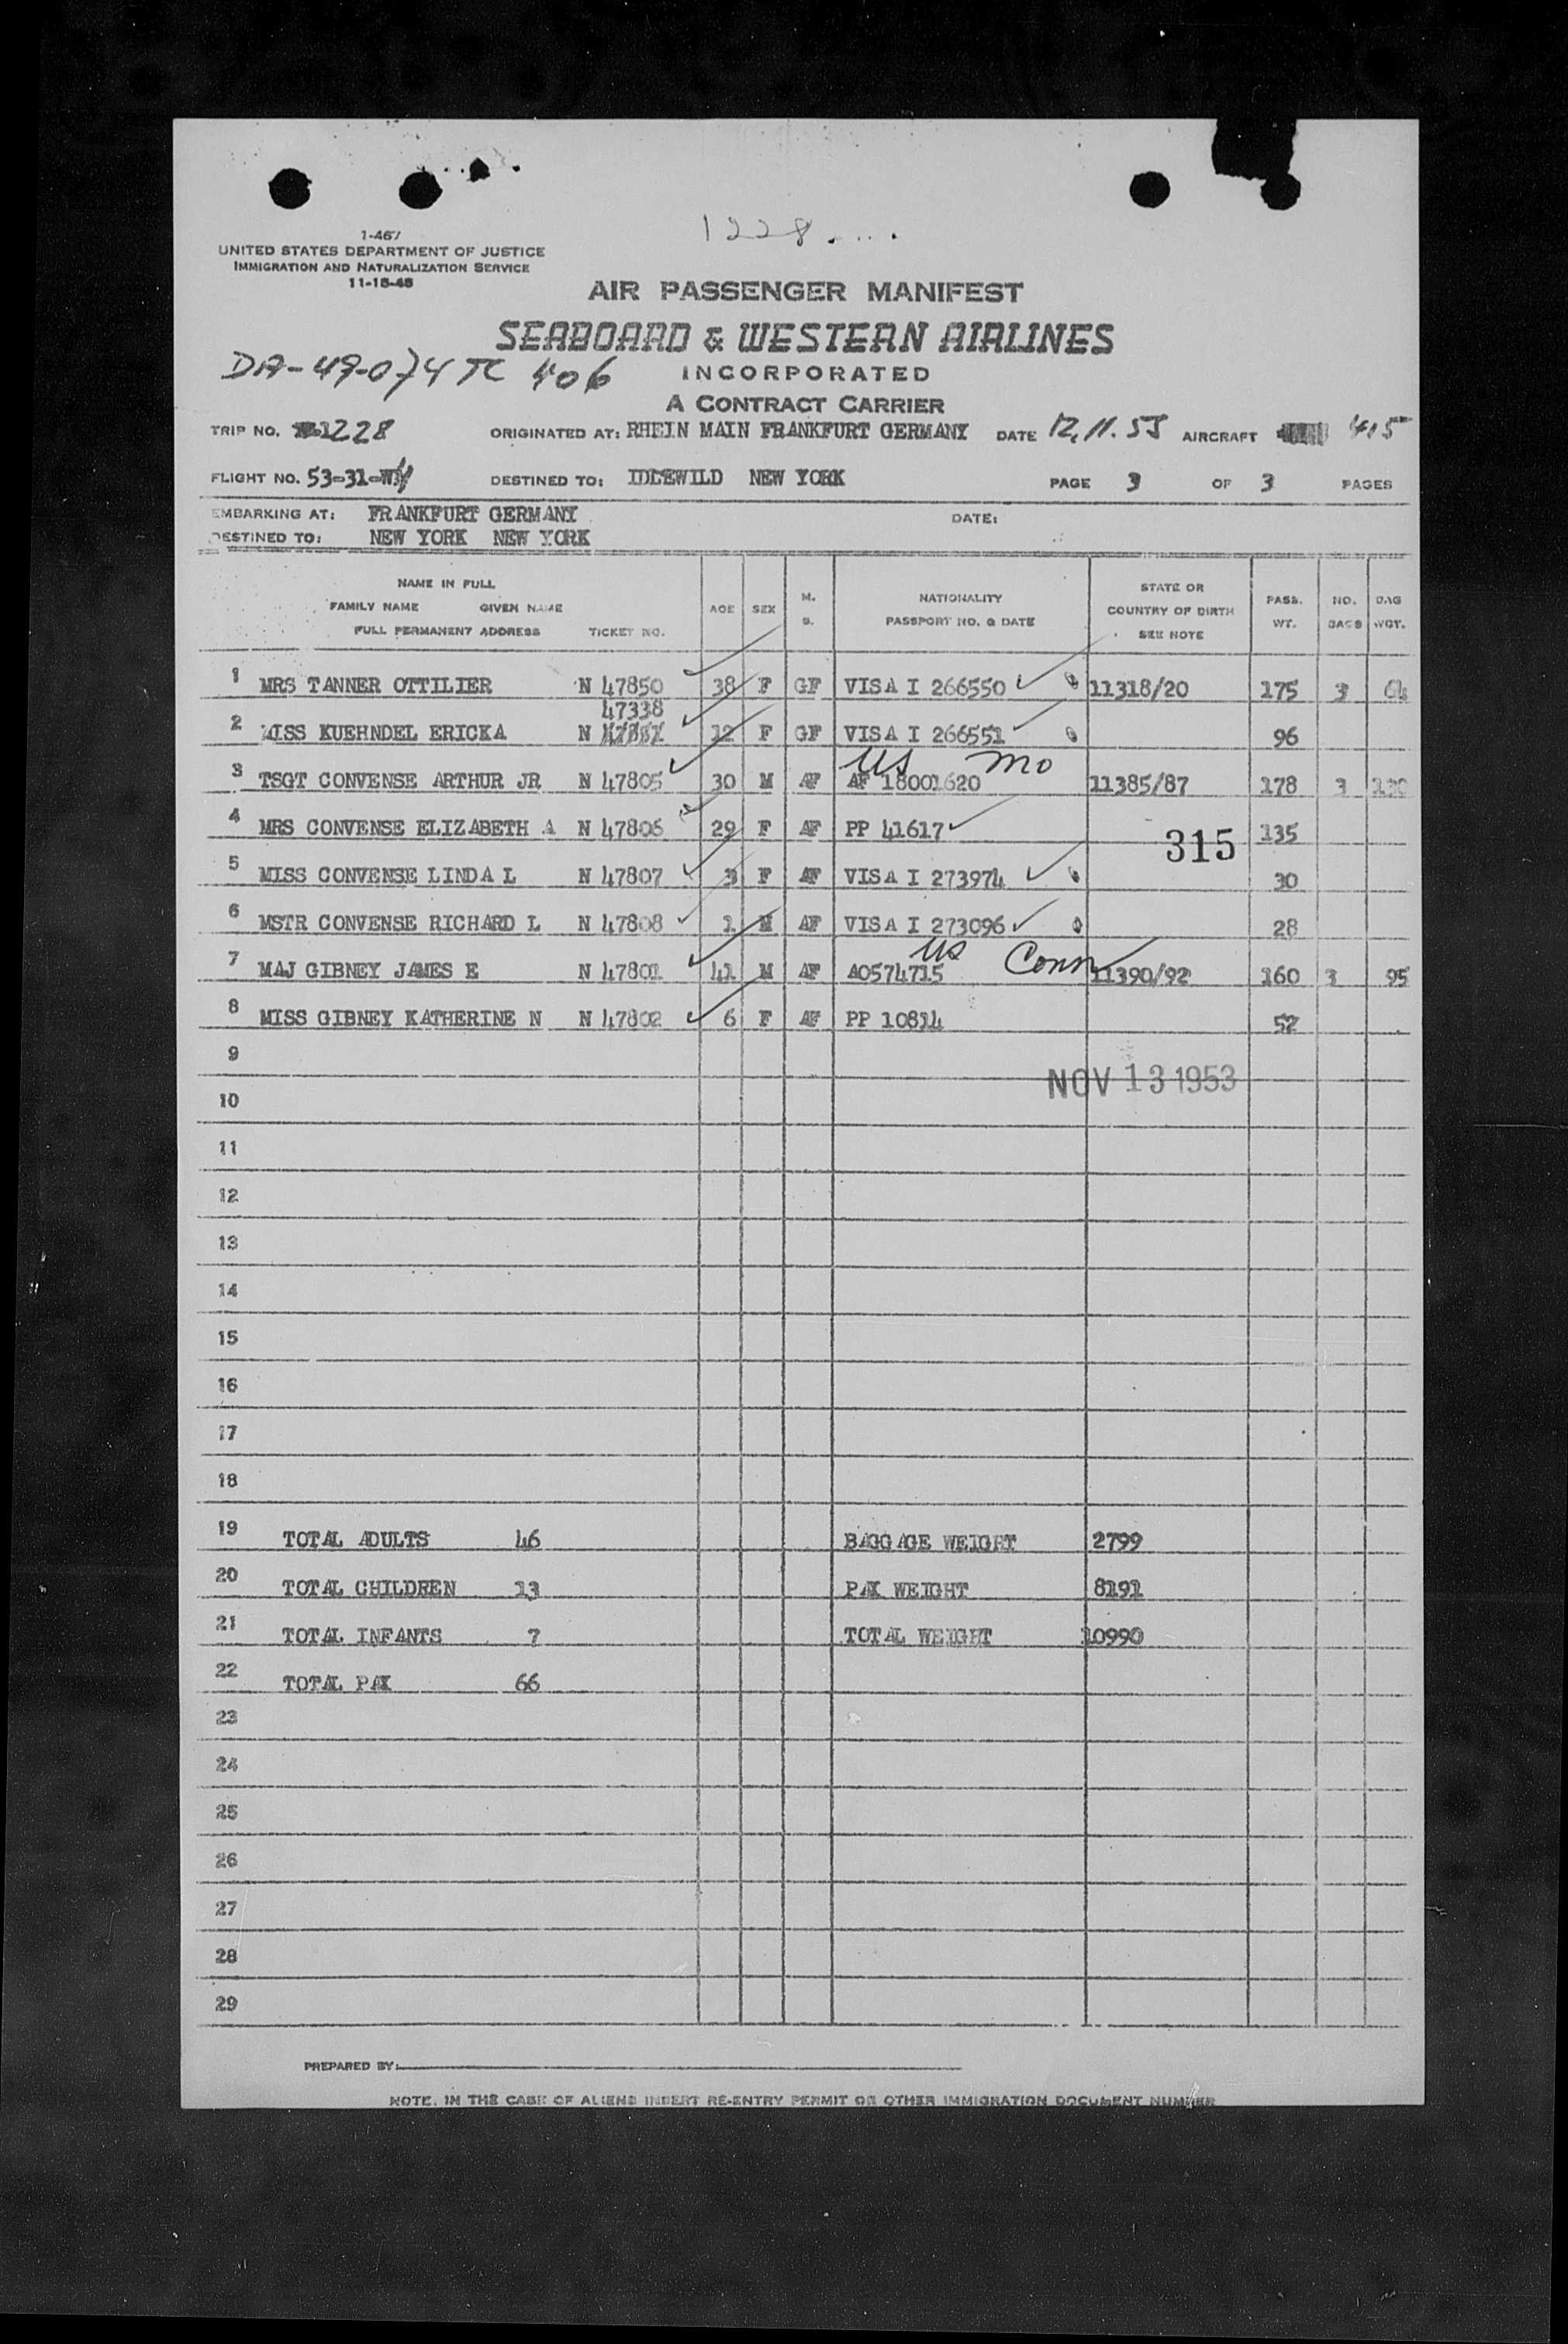 1228....
1-467
UNITED STATES DEPARTMENT OF JUSTICE
IMMIGRATION AND NATURALIZATION SERVICE
11-15-48
AIR PASSENGER MANIFEST
SEABOARD & WESTERN AIRLINES
DA-49-074 TC 406
INCORPORATED
A CONTRACT CARRIER
TRIP NO. 1228 ORIGINATED AT: RHEIN MAIN FRANKFURT GERMANY DATE 12.11.53 AIRCRAFT 415
FLIGHT NO. 53-31- DESTINED TO: IDLEWILD NEW YORK PAGE 3 OF 3 PAGES
EMBARKING AT: FRANKFURT GERMANY DATE:
DESTINED TO: NEW YORK NEW YORK
NAME IN FULL
FAMILY NAME GIVEN NAME
FULL PERMANENT ADDRESS TICKET NO. AGE SEX M. S. NATIONALITY PASSPORT NO. & DATE STATE OR COUNTRY OF BIRTH SEE NOTE PASS. WT. NO. BAGS BAG WGT.
1 MRS TANNER OTTILIER N 47850 38 F GF VISA I 266550 11318/20 175 3
47338
2 MISS KUEHNDEL ERICKA N 12 F GF VISA I 266551 96
US MO
3 TSGT CONVENSE ARTHUR JR N 47805 30 M AF AF 18001620 11385/87 178 3
4 MRS CONVENSE ELIZABETH A N 47806 29 F AF PP 41617 135
315
5 MISS CONVENSE LINDA L N 47807 3 F AF VISA I 273974 30
6 MSTR CONVENSE RICHARD L N 47808 1 M AF VISA I 273096 28
US Conn
7 MAJ GIBNEY JAMES E N 47801 41 M AF AO574715 11390/92 160 3 95
8 MISS GIBNEY KATHERINE N N 47802 6 F AF PP 10814 52
9
NOV 13 1953
10
11
12
13
14
15
16
17
18
19 TOTAL ADULTS 46 BAGGAGE WEIGHT 2799
20 TOTAL CHILDREN 13 PAX WEIGHT 8191
21 TOTAL INFANTS 7 TOTAL WEIGHT 10990
22 TOTAL PAX 66
23
24
25
26
27
28
29
PREPARED BY:
NOTE. IN THE CASE OF ALIENS INSERT RE-ENTRY PERMIT OR OTHER IMMIGRATION DOCUMENT NUMBER